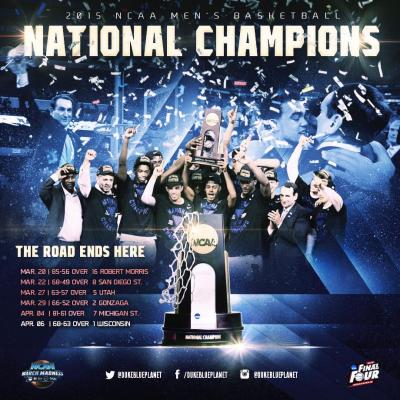 2015 NCAA MEN'S BASKETBALL
NATIONAL CHAMPIONS
NCAA
THE ROAD ENDS HERE
MAR. 20 | 85-56 OVER 16 ROBERT MORRIS
MAR. 22 | 68-49 OVER 8 SAN DIEGO ST.
MAR. 27 | 63-57 OVER 5 UTAH
MAR. 29 | 66-52 OVER 2 GONZAGA
APR. 04 | 81-61 OVER 7 MICHIGAN ST.
APR. 06 | 68-63 OVER 1 WISCONSIN
NATIONAL CHAMPION
NCAA
MARCH MADNESS
@DUKEBLUEPLANET
/DUKEBLUEPLANET
@DUKEBLUEPLANET
FINAL
FOUR